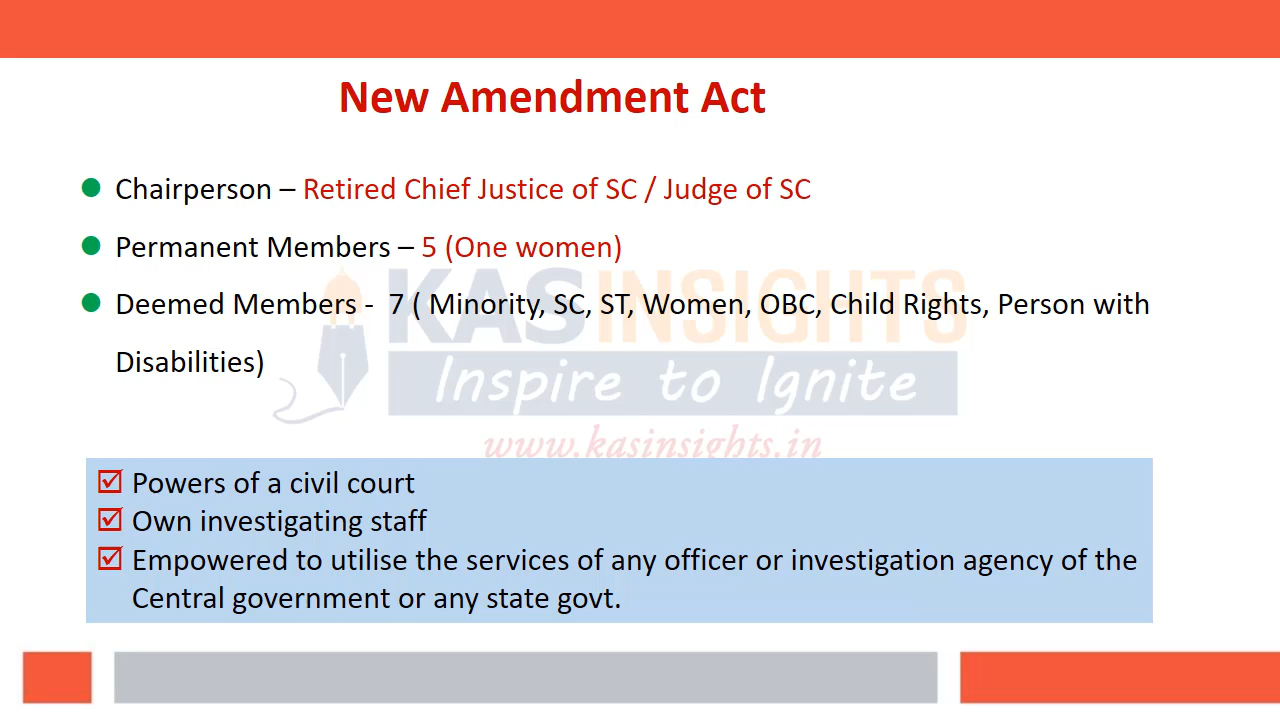 New Amendment Act
Chairperson – Retired Chief Justice of SC / Judge of SC
Permanent Members – 5 (One women)
Deemed Members - 7 ( Minority, SC, ST, Women, OBC, Child Rights, Person with
Disabilities)
KAS INSIGHTS
Inspire to Ignite
www.kasinsights.in
Powers of a civil court
Own investigating staff
Empowered to utilise the services of any officer or investigation agency of the
Central government or any state govt.